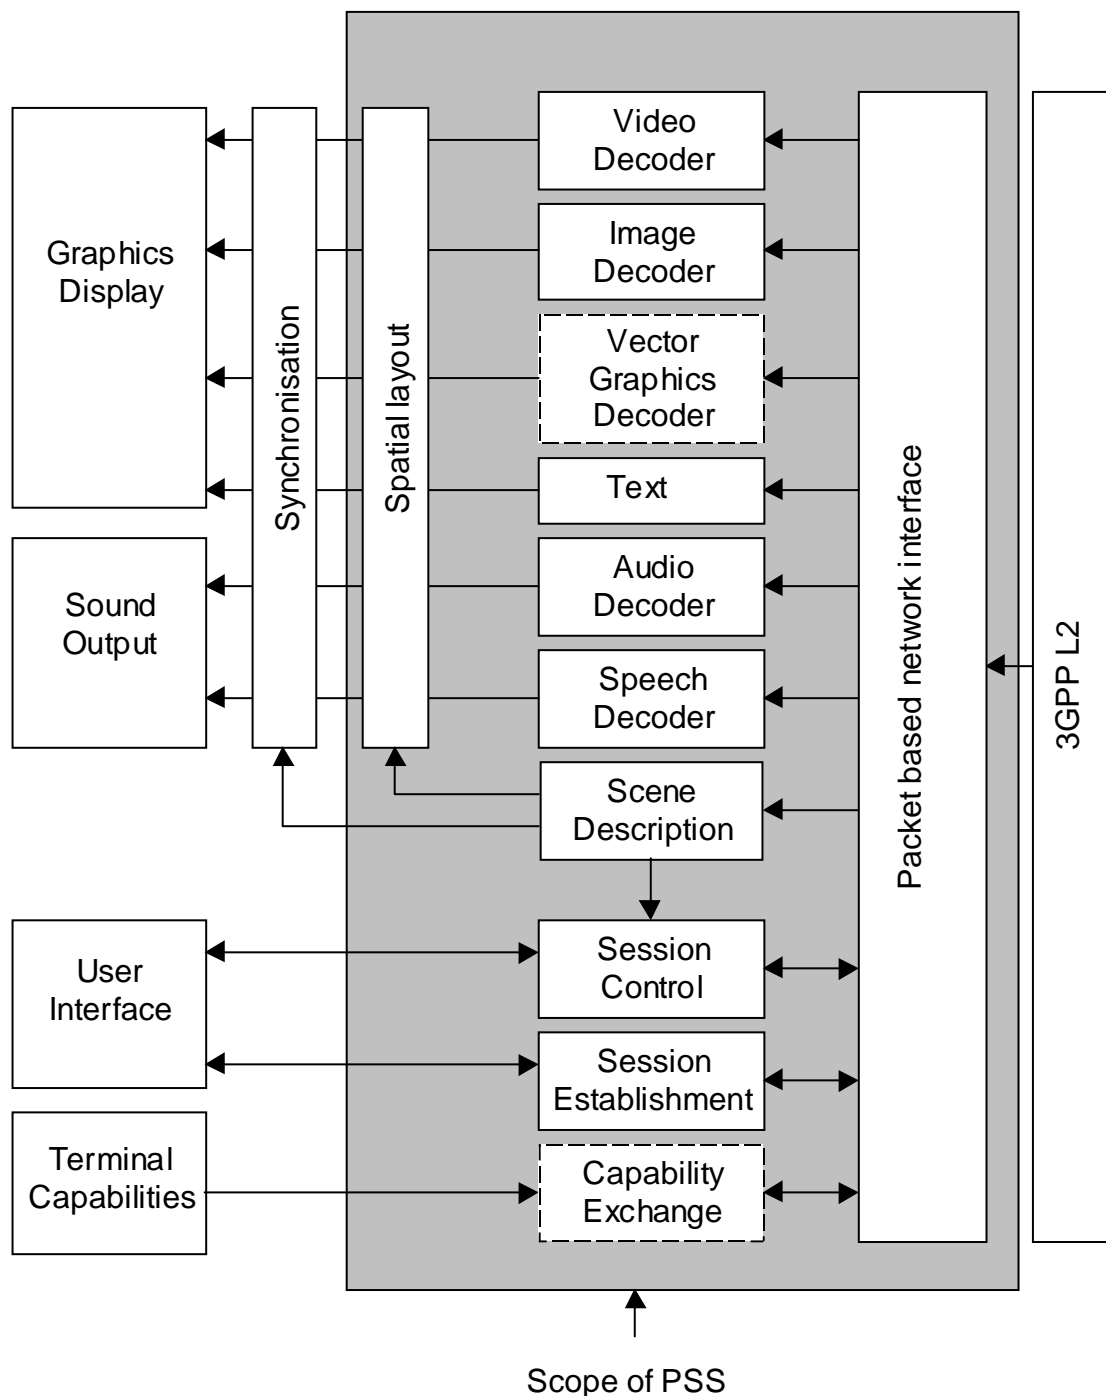 Video
Decoder
Image
Decoder
Graphics
Display
Vector
Graphics
Decoder
Synchronisation
Spatial layout
Text
Packet based network interface
3GPP L2
Audio
Decoder
Sound
Output
Speech
Decoder
Scene
Description
User
Interface
Session
Control
Session
Establishment
Terminal
Capabilities
Capability
Exchange
Scope of PSS